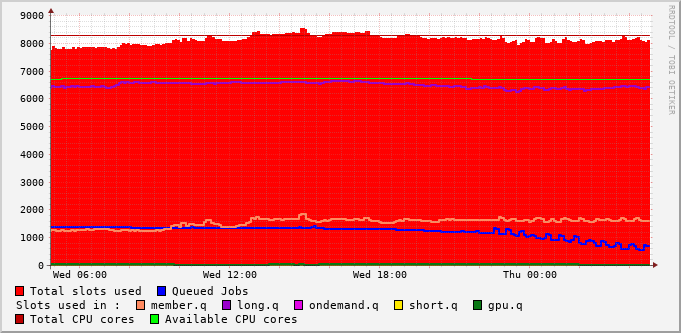 9000
8000
7000
6000
5000
4000
3000
2000
1000
0
Wed 06:00 Wed 12:00 Wed 18:00 Thu 00:00
RRDTOOL / TOBI OETIKER
Total slots used Queued Jobs
Slots used in : member.q long.q ondemand.q short.q gpu.q
Total CPU cores Available CPU cores